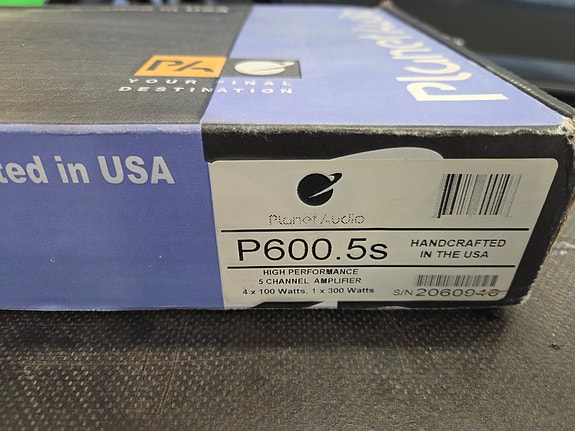 PA
YOUR FINAL
DESTINATION
Planet Audio
ted in USA
Planet Audio
P600.5s
HANDCRAFTED
IN THE USA
HIGH PERFORMANCE
5 CHANNEL AMPLIFIER
4 x 100 Watts. 1 x 300 Watts
S/N 2060946